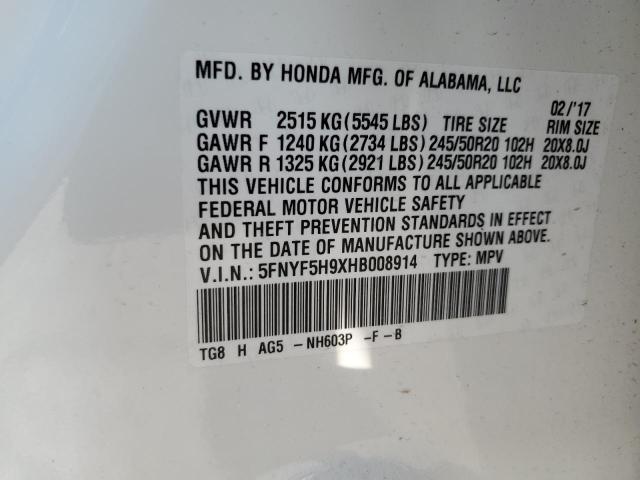 MFD. BY HONDA MFG. OF ALABAMA, LLC
02/'17
GVWR 2515 KG (5545 LBS) TIRE SIZE RIM SIZE
GAWR F 1240 KG (2734 LBS) 245/50R20 102H 20X8.0J
GAWR R 1325 KG (2921 LBS) 245/50R20 102H 20X8.0J
THIS VEHICLE CONFORMS TO ALL APPLICABLE
FEDERAL MOTOR VEHICLE SAFETY
AND THEFT PREVENTION STANDARDS IN EFFECT
ON THE DATE OF MANUFACTURE SHOWN ABOVE.
V.I.N.: 5FNYF5H9XHB008914 TYPE: MPV
TG8 H AG5 -NH603P -F-B